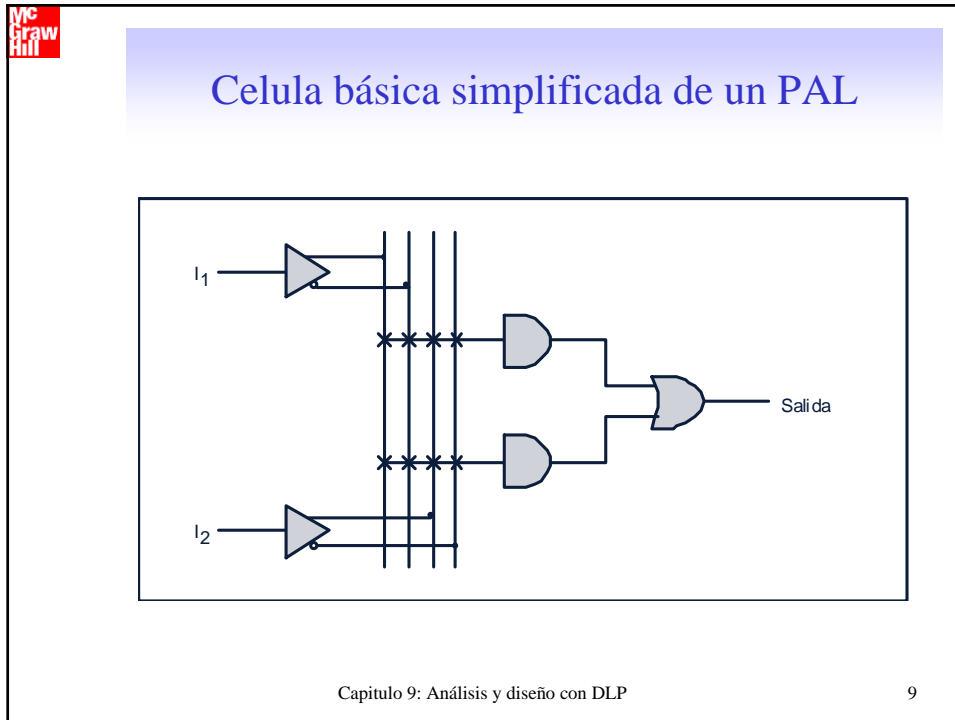 Mc
Graw
Hill
Celula básica simplificada de un PAL
I1
Salida
I2
Capitulo 9: Análisis y diseño con DLP
9